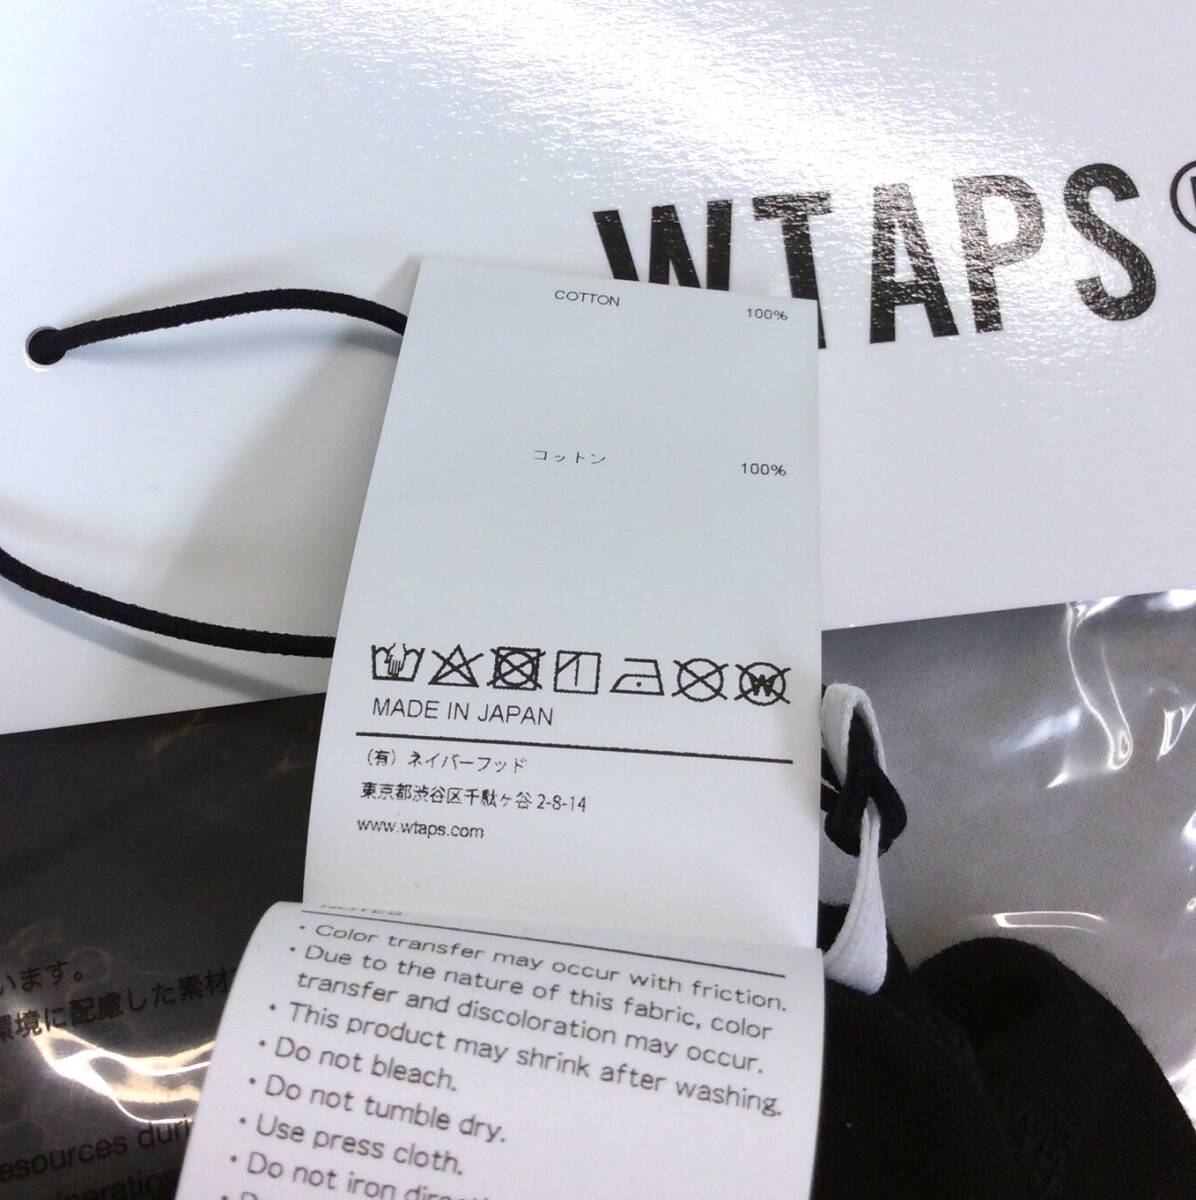 WTAPS®
COTTON 100%
コットン 100%
W
MADE IN JAPAN
(有) ネイバーフッド
東京都渋谷区千駄ヶ谷 2-8-14
www.wtaps.com
NOTES:
・Color transfer may occur with friction.
・Due to the nature of this fabric, color
transfer and discoloration may occur.
・This product may shrink after washing.
・Do not bleach.
・Do not tumble dry.
・Use press cloth.
・Do not iron
います。
環境に配慮した素材